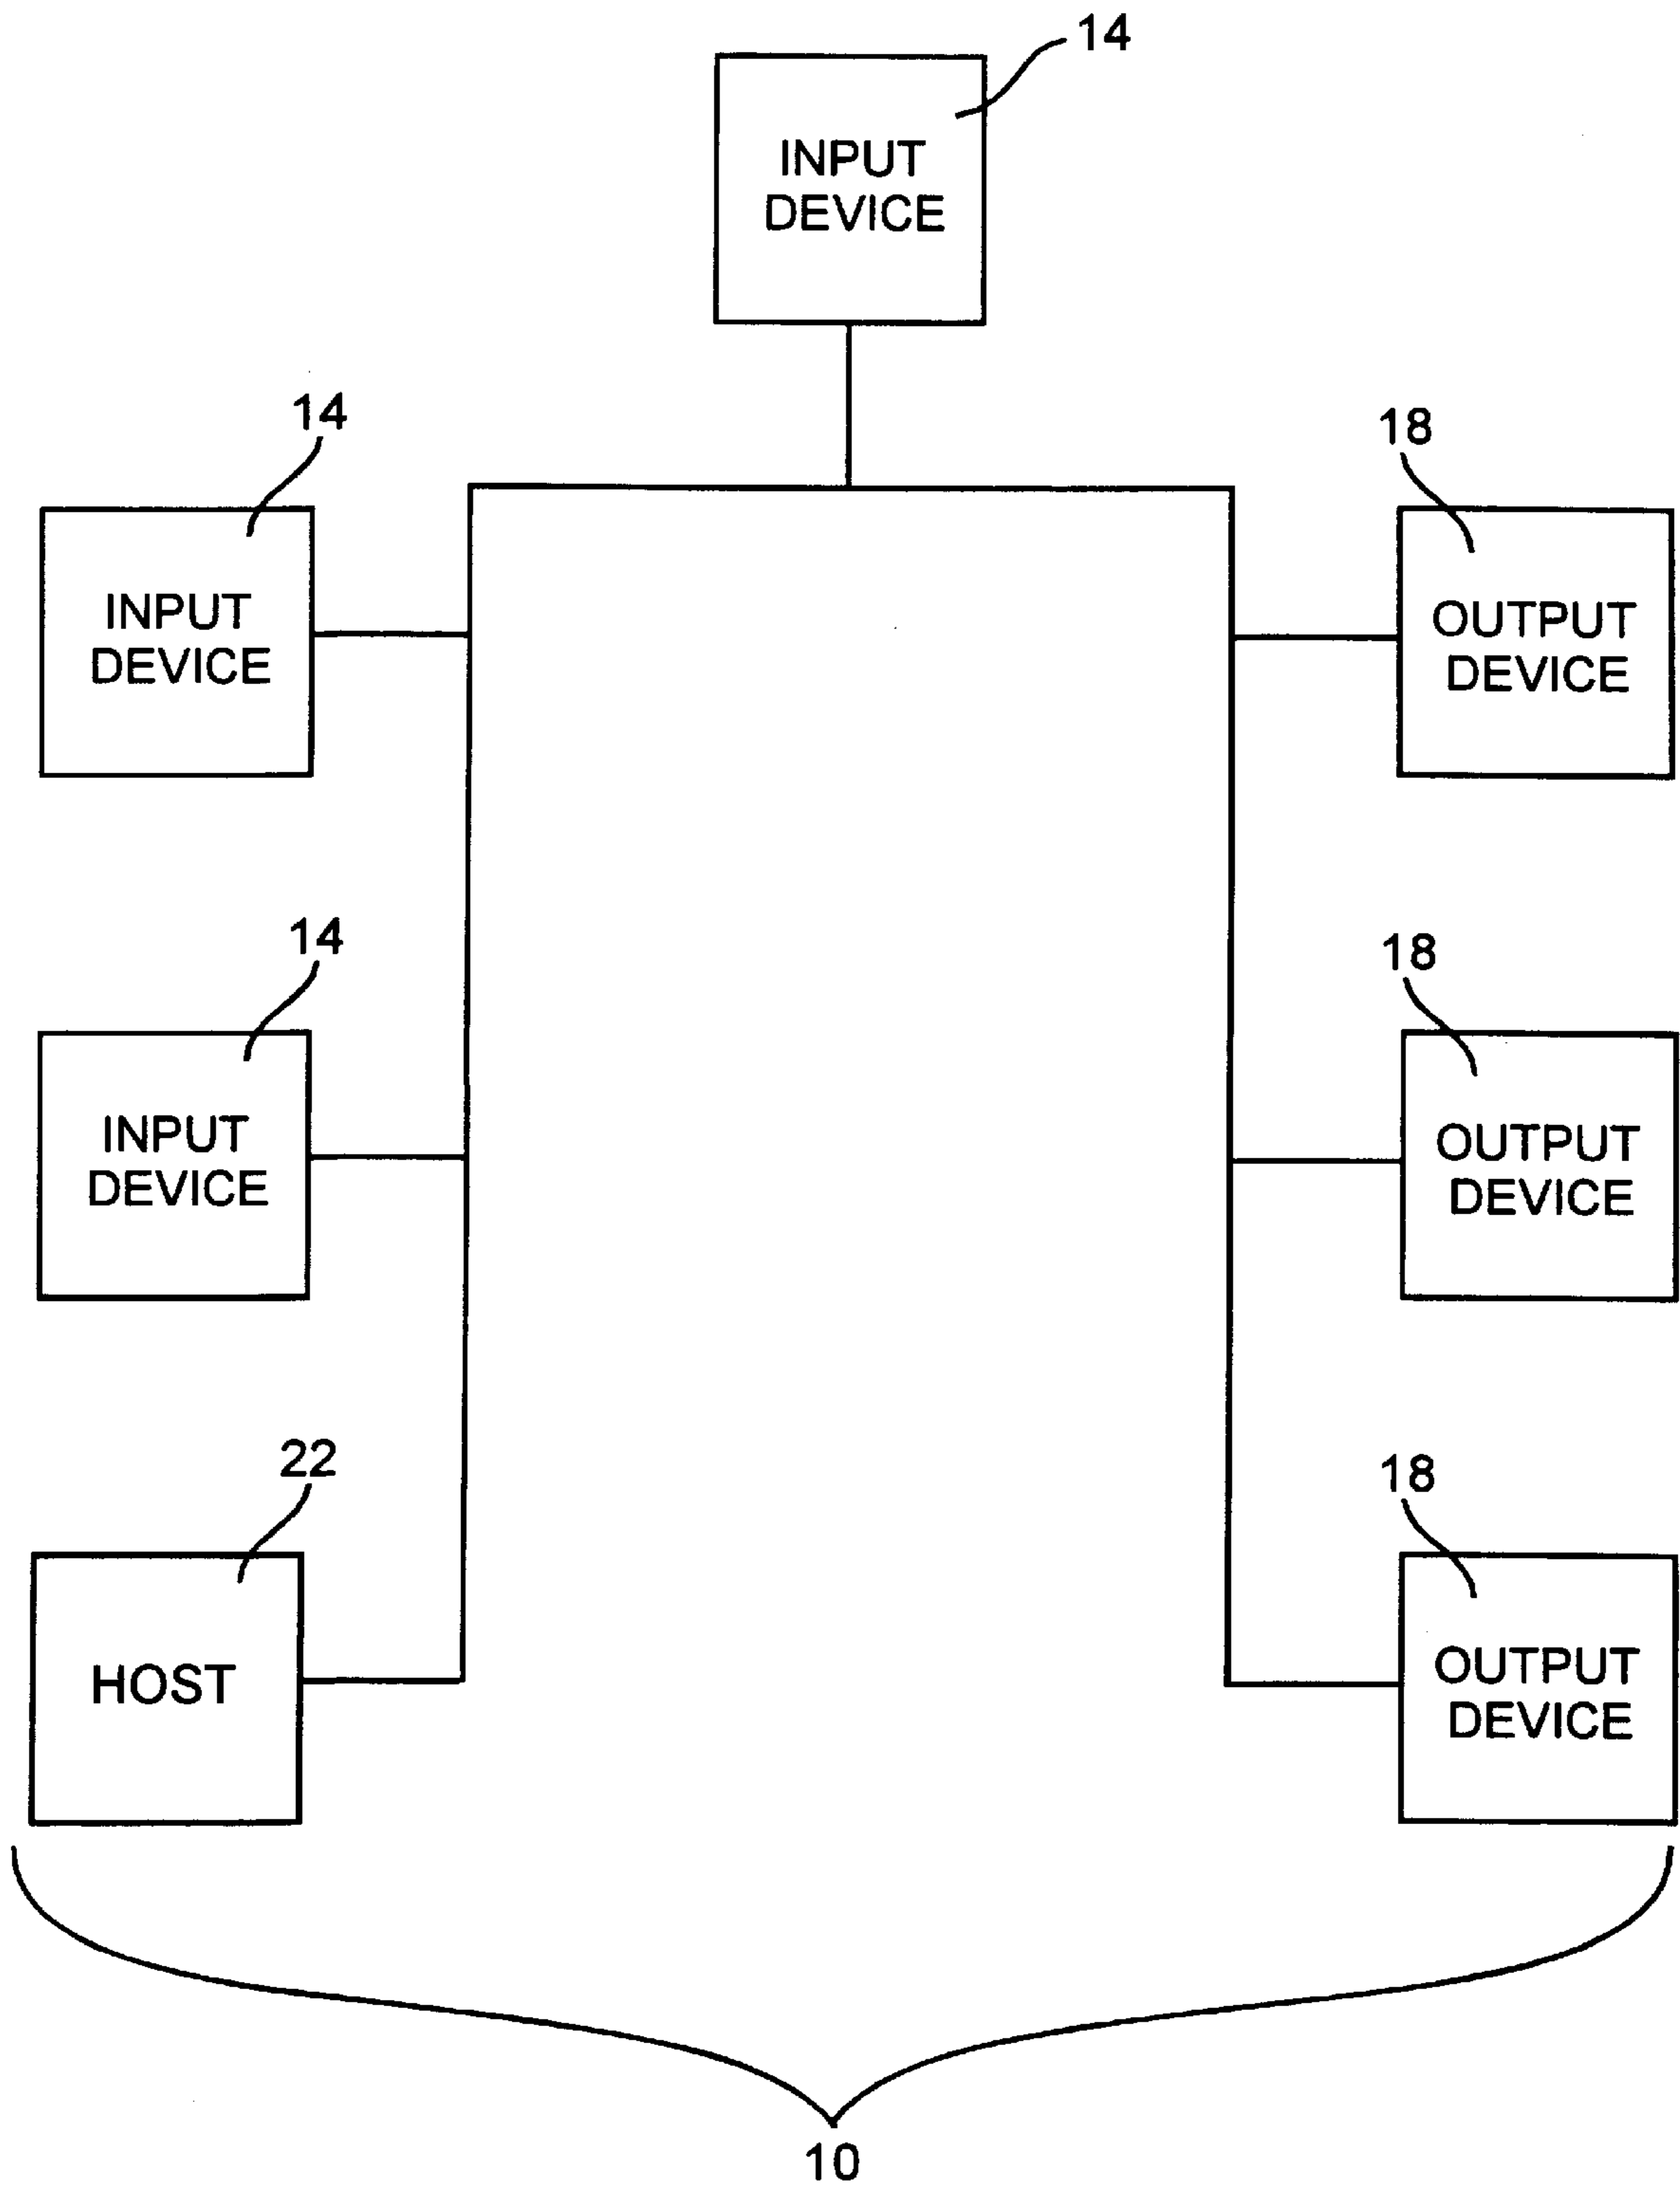 14
INPUT
DEVICE
14
INPUT
DEVICE
18
OUTPUT
DEVICE
14
INPUT
DEVICE
18
OUTPUT
DEVICE
22
HOST
18
OUTPUT
DEVICE
10